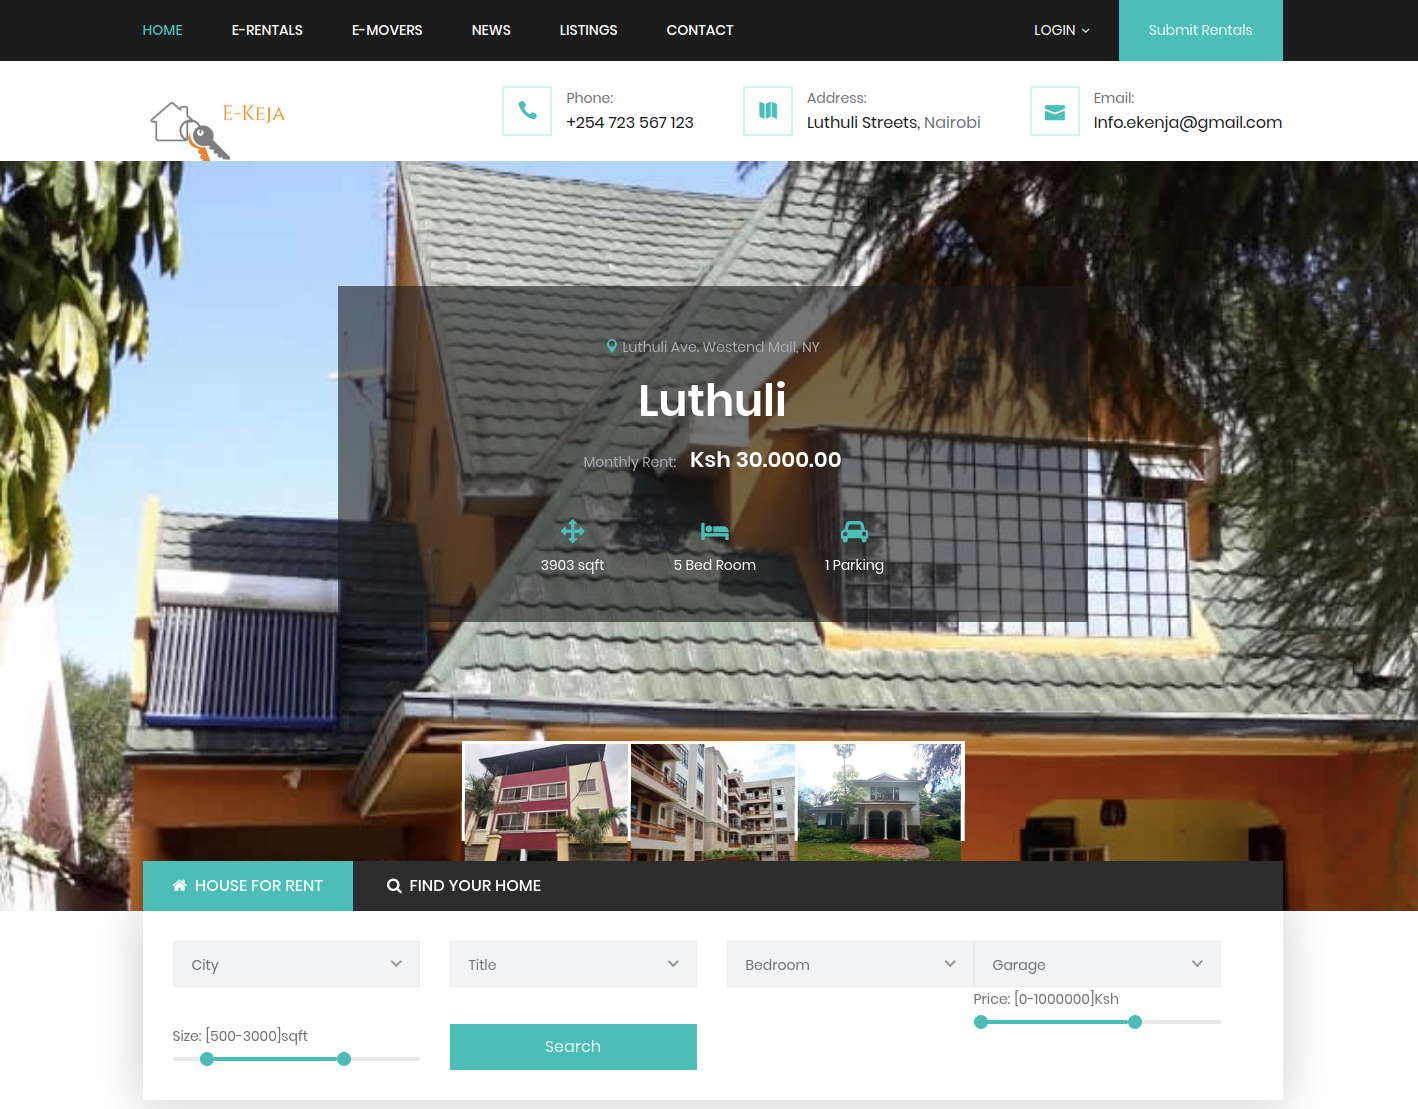 HOME E-RENTALS E-MOVERS NEWS LISTINGS CONTACT LOGIN Submit Rentals
E-KEJA
Phone:
+254 723 567 123
Address:
Luthuli Streets, Nairobi
Email:
Info.ekenja@gmail.com
Luthuli Ave. Westend Mall, NY
Luthuli
Monthly Rent: Ksh 30.000.00
3903 sqft 5 Bed Room 1 Parking
HOUSE FOR RENT FIND YOUR HOME
City Title Bedroom Garage
Price: [0-1000000]Ksh
Size: [500-3000]sqft
Search